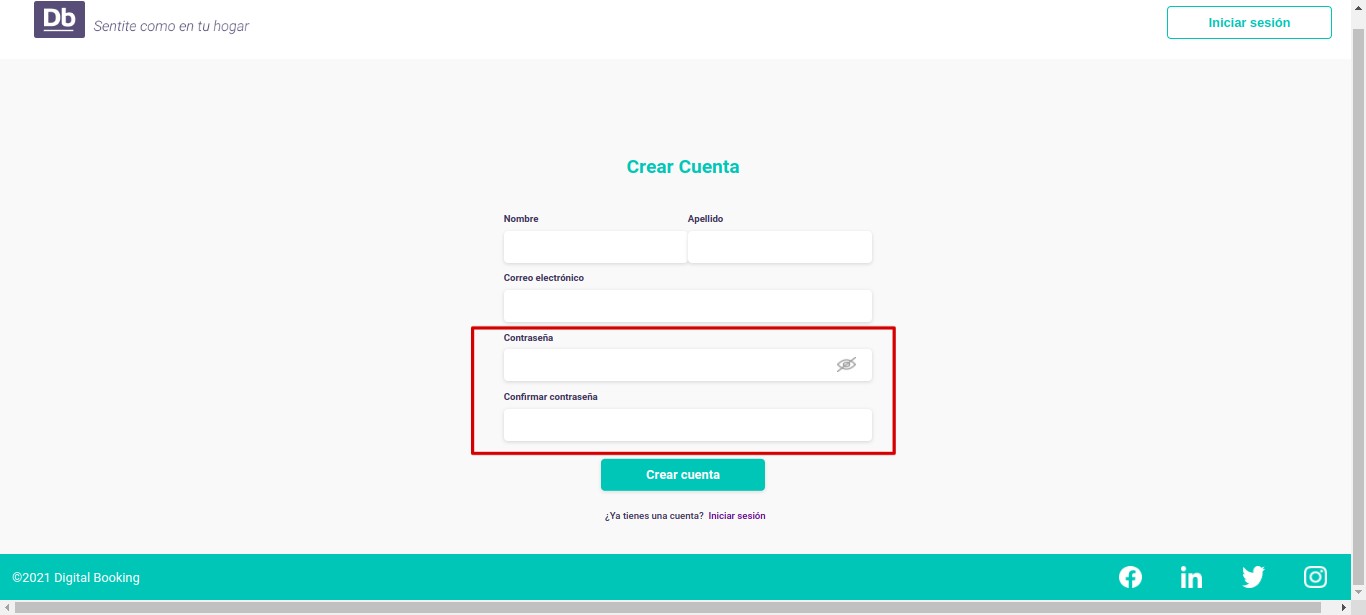 Db
Sentite como en tu hogar
Iniciar sesión
Crear Cuenta
Nombre Apellido
Correo electrónico
Contraseña
Confirmar contraseña
Crear cuenta
¿Ya tienes una cuenta? Iniciar sesión
©2021 Digital Booking